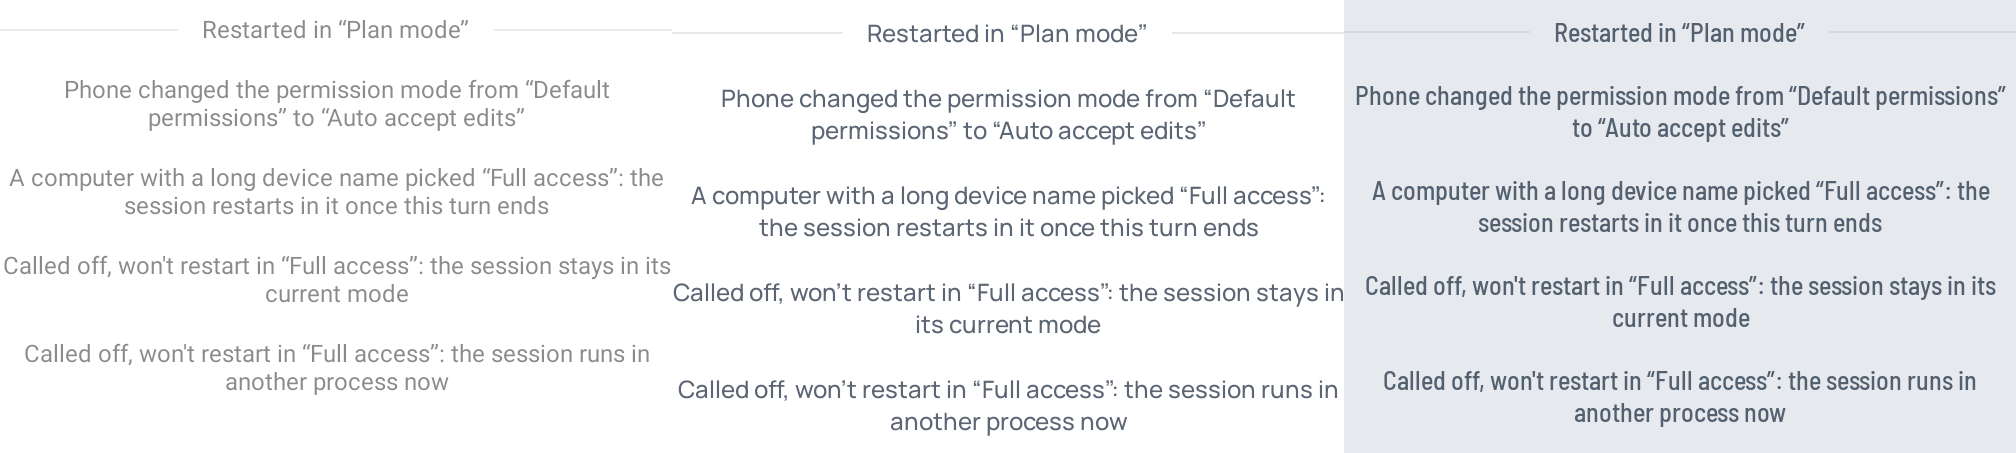 Restarted in “Plan mode”
Phone changed the permission mode from “Default
permissions” to “Auto accept edits”
A computer with a long device name picked “Full access”: the
session restarts in it once this turn ends
Called off, won't restart in “Full access”: the session stays in its
current mode
Called off, won't restart in “Full access”: the session runs in
another process now
Restarted in “Plan mode”
Phone changed the permission mode from “Default
permissions” to “Auto accept edits”
A computer with a long device name picked “Full access”:
the session restarts in it once this turn ends
Called off, won't restart in “Full access”: the session stays in
its current mode
Called off, won't restart in “Full access”: the session runs in
another process now
Restarted in “Plan mode”
Phone changed the permission mode from “Default permissions”
to “Auto accept edits”
A computer with a long device name picked “Full access”: the
session restarts in it once this turn ends
Called off, won't restart in “Full access”: the session stays in its
current mode
Called off, won't restart in “Full access”: the session runs in
another process now